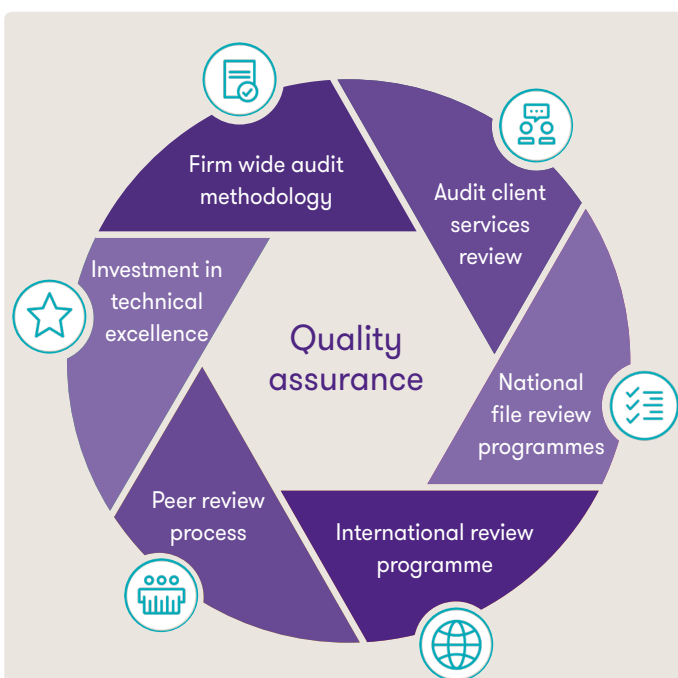 Firm wide audit
methodology
Audit client
services
review
National
file review
programmes
International review
programme
Peer review
process
Investment in
technical
excellence
Quality
assurance